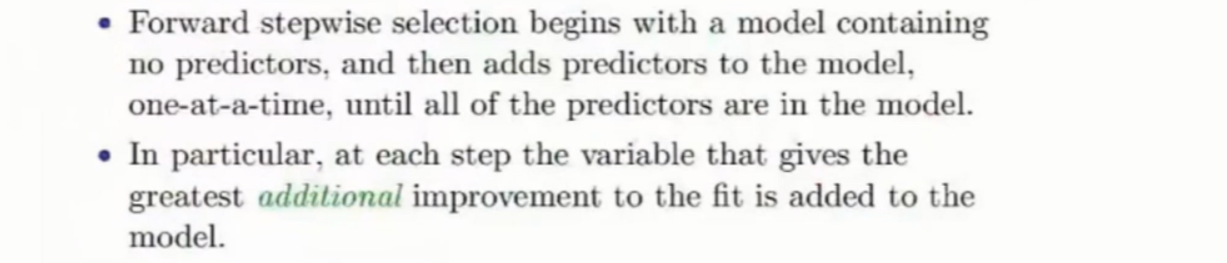 • Forward stepwise selection begins with a model containing
no predictors, and then adds predictors to the model,
one-at-a-time, until all of the predictors are in the model.
• In particular, at each step the variable that gives the
greatest additional improvement to the fit is added to the
model.